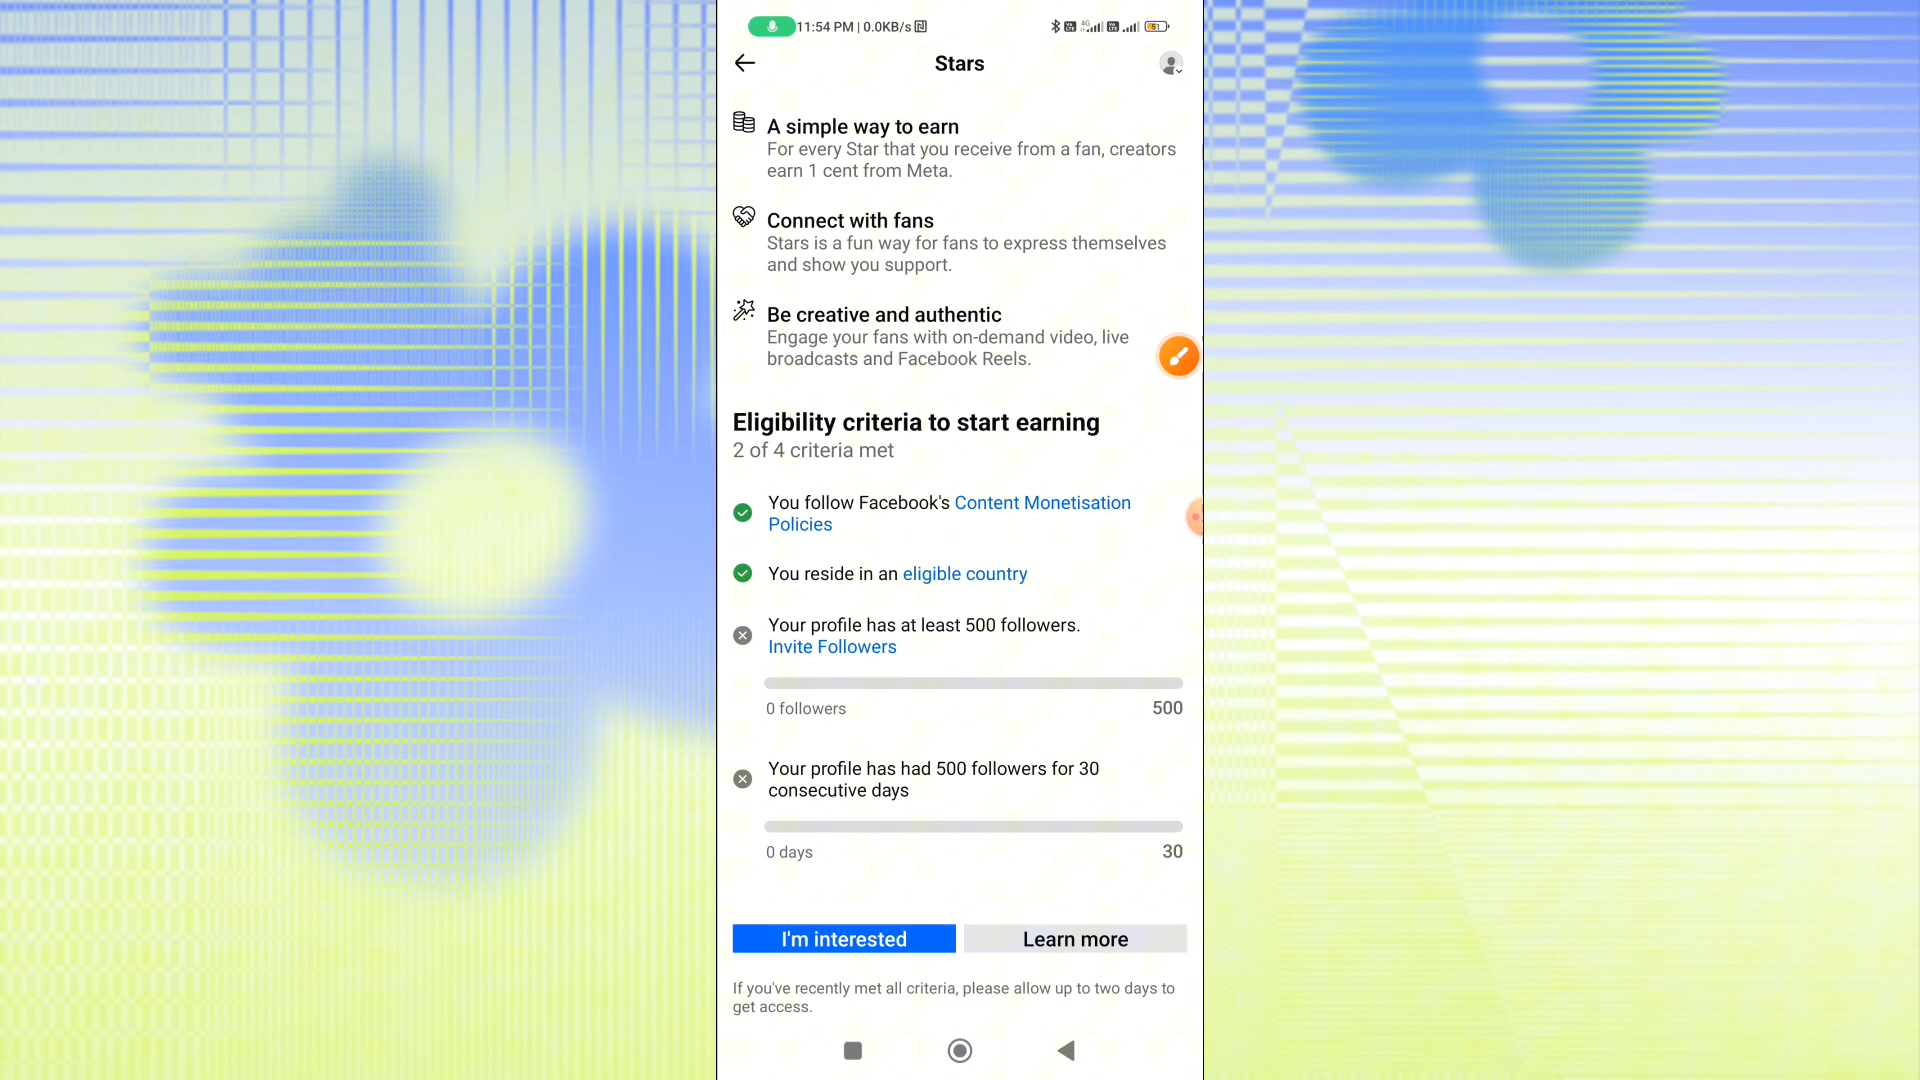 11:54 PM | 0.0KB/s
4G
51
Stars
A simple way to earn
For every Star that you receive from a fan, creators
earn 1 cent from Meta.
Connect with fans
Stars is a fun way for fans to express themselves
and show you support.
Be creative and authentic
Engage your fans with on-demand video, live
broadcasts and Facebook Reels.
Eligibility criteria to start earning
2 of 4 criteria met
You follow Facebook's Content Monetisation
Policies
You reside in an eligible country
Your profile has at least 500 followers.
Invite Followers
0 followers 500
Your profile has had 500 followers for 30
consecutive days
0 days 30
I'm interested Learn more
If you've recently met all criteria, please allow up to two days to
get access.